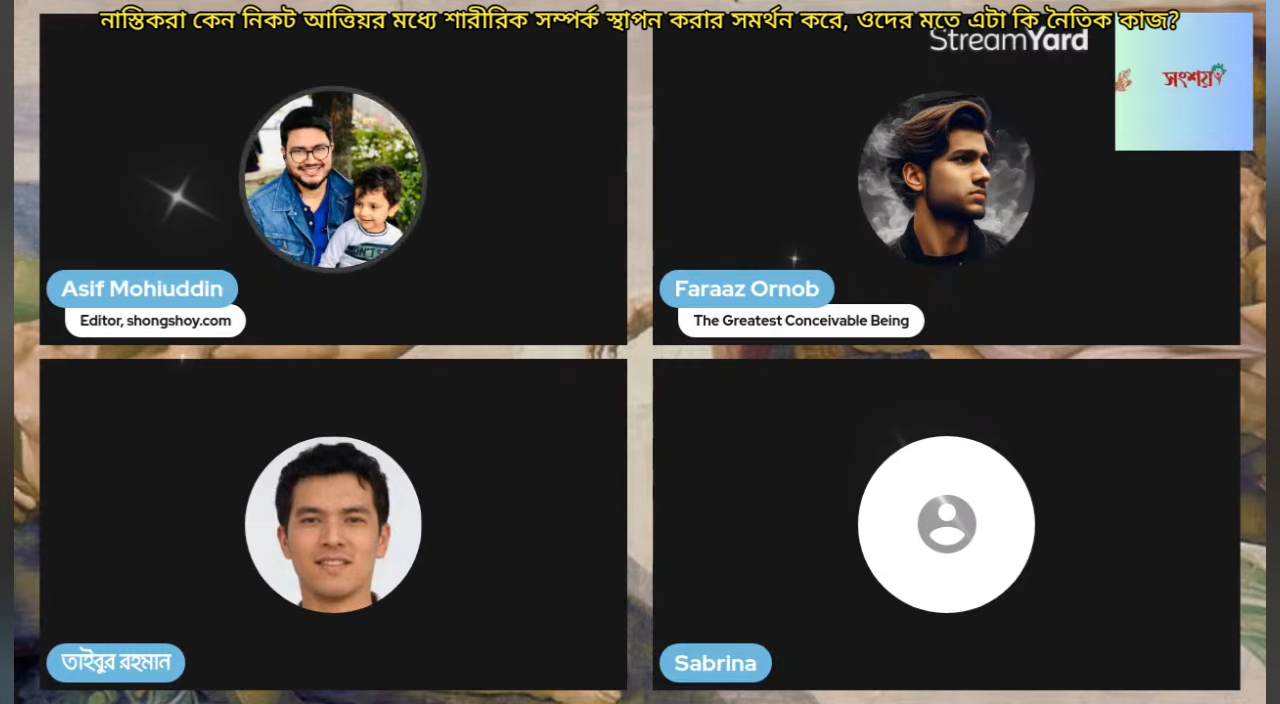 নাস্তিকরা কেন নিকট আত্তিয়র মধ্যে শারীরিক সম্পর্ক স্থাপন করার সমর্থন করে, ওদের মতে এটা কি নৈতিক কাজ?
StreamYard
সংশয়
Asif Mohiuddin
Editor, shongshoy.com
Faraaz Ornob
The Greatest Conceivable Being
তাইবুর রহমান
Sabrina